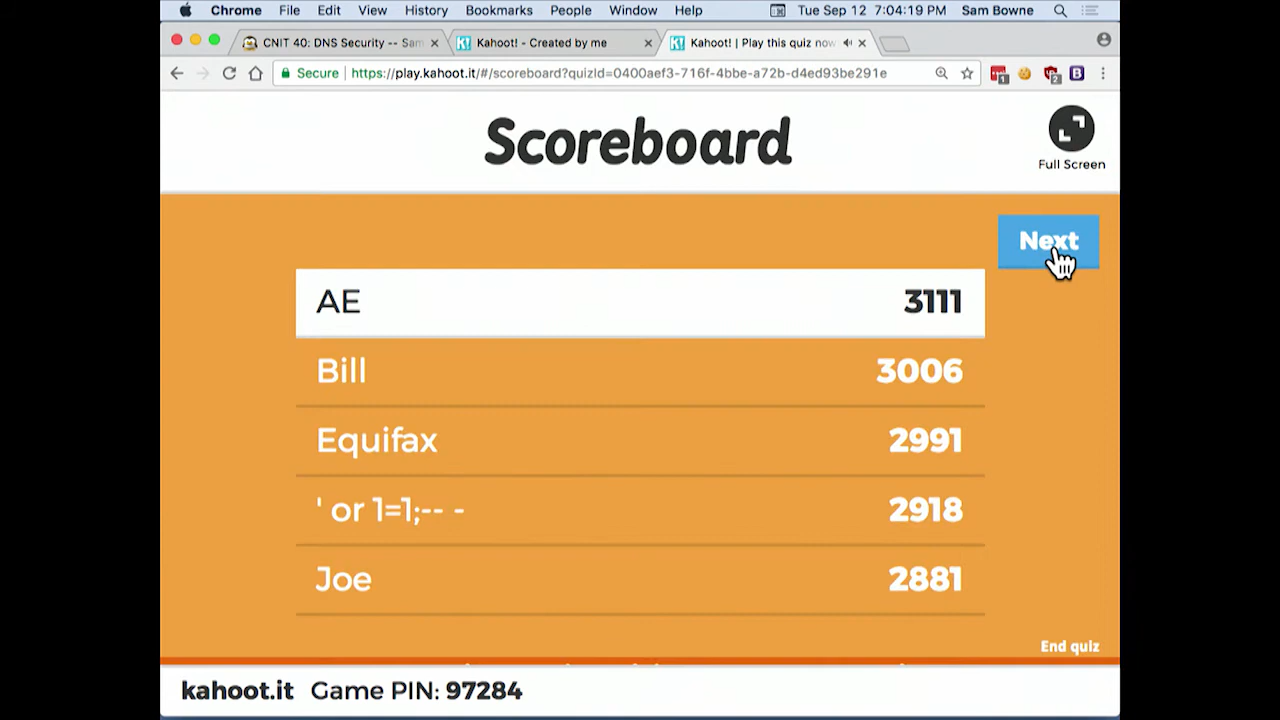 Chrome File Edit View History Bookmarks People Window Help Tue Sep 12 7:04:19 PM Sam Bowne
CNIT 40: DNS Security -- Sam Kahoot! - Created by me Kahoot! | Play this quiz now
Secure https://play.kahoot.it/#/scoreboard?quizId=0400aef3-716f-4bbe-a72b-d4ed93be291e
1 2 B
Scoreboard
Full Screen
Next
AE 3111
Bill 3006
Equifax 2991
' or 1=1;-- - 2918
Joe 2881
End quiz
kahoot.it Game PIN: 97284